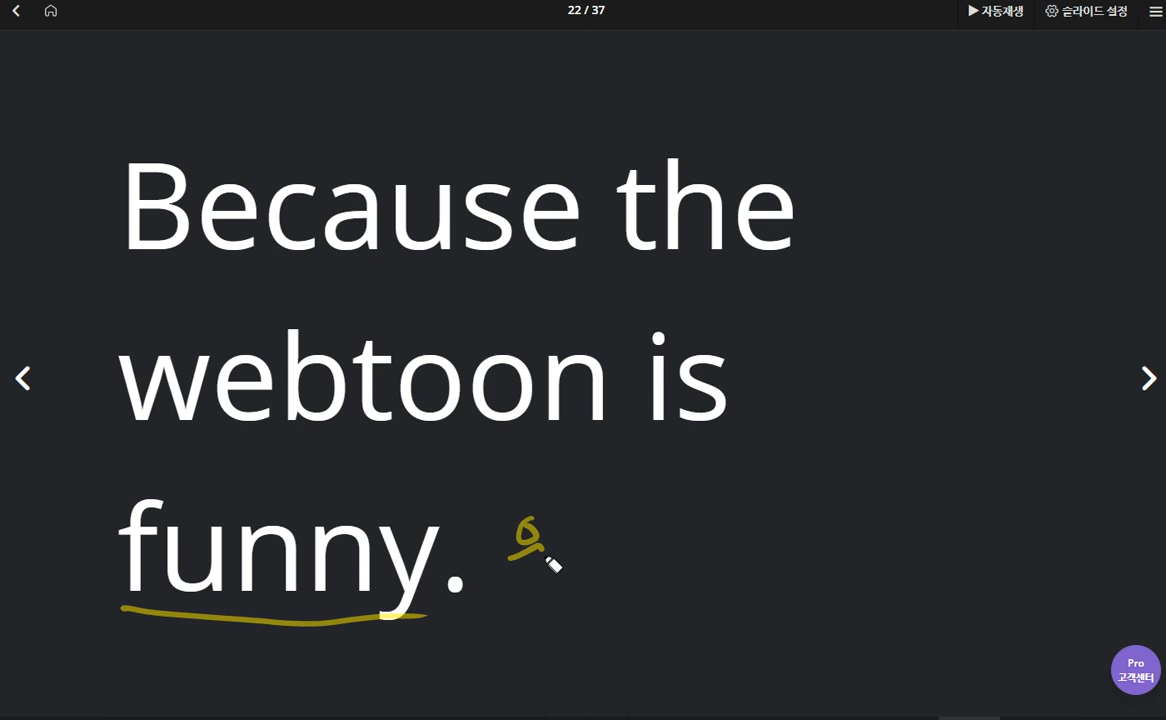 22 / 37
▶ 자동재생
슬라이드 설정
Because the
webtoon is
funny.
Pro
고객센터